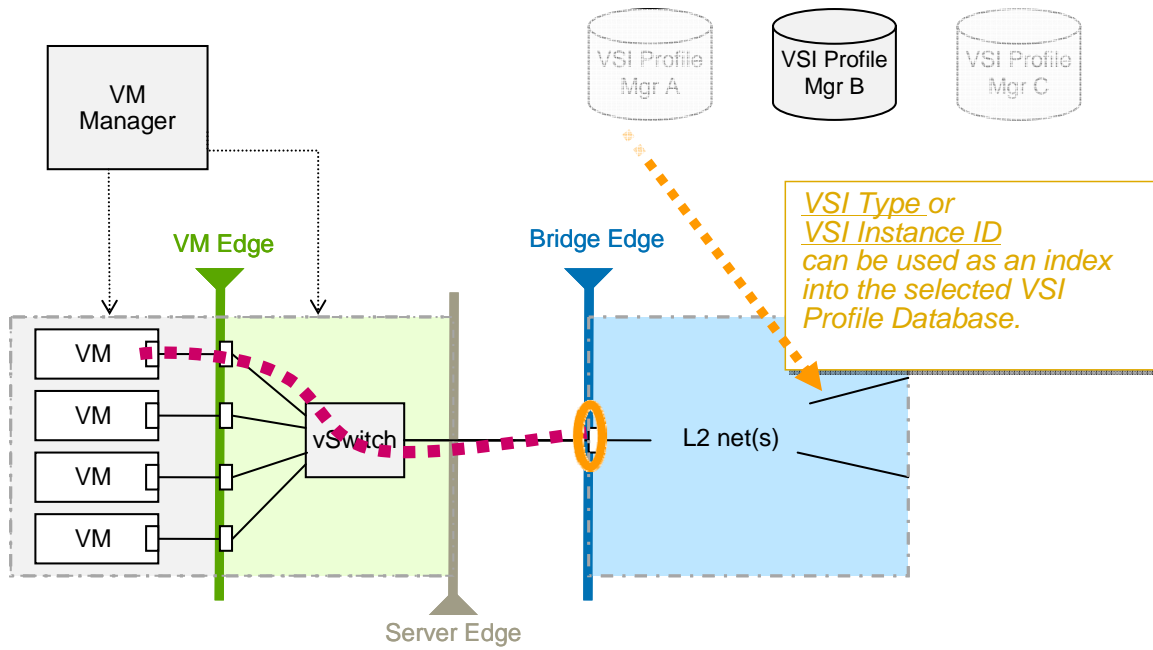 VSI Profile
Mgr A
VSI Profile
Mgr B
VSI Profile
Mgr C
VM
Manager
VSI Type or
VSI Instance ID
can be used as an index
into the selected VSI
Profile Database.
VM Edge
Bridge Edge
VM
VM
VM
VM
vSwitch
L2 net(s)
Server Edge